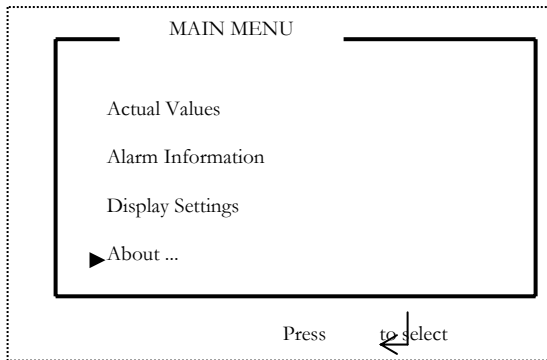 MAIN MENU
Actual Values
Alarm Information
Display Settings
About ...
Press to select